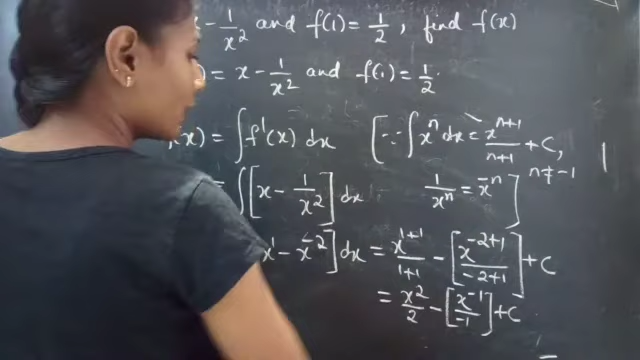 x - 1/x² and f(1) = 1/2, find f(x)
) = x - 1/x² and f(1) = 1/2.
(x) = ∫f'(x) dx [∵ ∫xⁿ dx = xⁿ⁺¹/n+1 + C, n ≠ -1
= ∫[x - 1/x²] dx 1/xⁿ = x⁻ⁿ]
x¹ - x⁻²] dx = x¹⁺¹/1+1 - [x⁻²⁺¹/-2+1] + C
= x²/2 - [x⁻¹/-1] + C